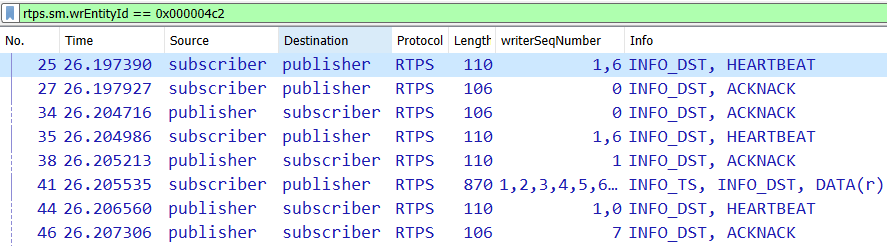 rtps.sm.wrEntityId == 0x000004c2
No. Time Source Destination Protocol Length writerSeqNumber Info
25 26.197390 subscriber publisher RTPS 110 1,6 INFO_DST, HEARTBEAT
27 26.197927 subscriber publisher RTPS 106 0 INFO_DST, ACKNACK
34 26.204716 publisher subscriber RTPS 106 0 INFO_DST, ACKNACK
35 26.204986 publisher subscriber RTPS 110 1,6 INFO_DST, HEARTBEAT
38 26.205213 publisher subscriber RTPS 110 1 INFO_DST, ACKNACK
41 26.205535 subscriber publisher RTPS 870 1,2,3,4,5,6… INFO_TS, INFO_DST, DATA(r)
44 26.206560 publisher subscriber RTPS 110 1,0 INFO_DST, HEARTBEAT
46 26.207306 publisher subscriber RTPS 106 7 INFO_DST, ACKNACK